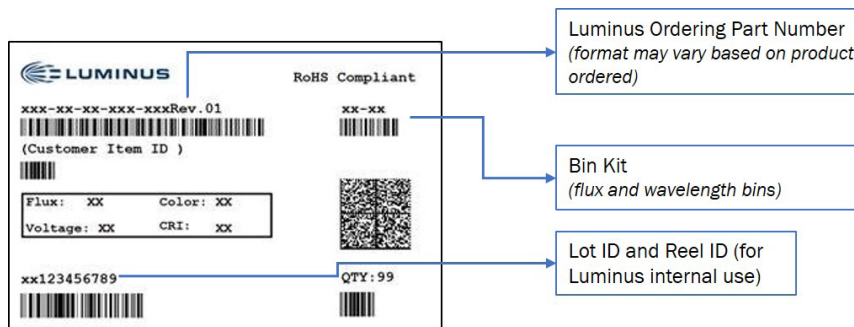 LUMINUS
RoHS Compliant
xxx-xx-xx-xxx-xxxRev.01
xx-xx
(Customer Item ID )
Flux: XX Color: XX
Voltage: XX CRI: XX
xx123456789
QTY:99
Luminus Ordering Part Number
(format may vary based on product
ordered)
Bin Kit
(flux and wavelength bins)
Lot ID and Reel ID (for
Luminus internal use)